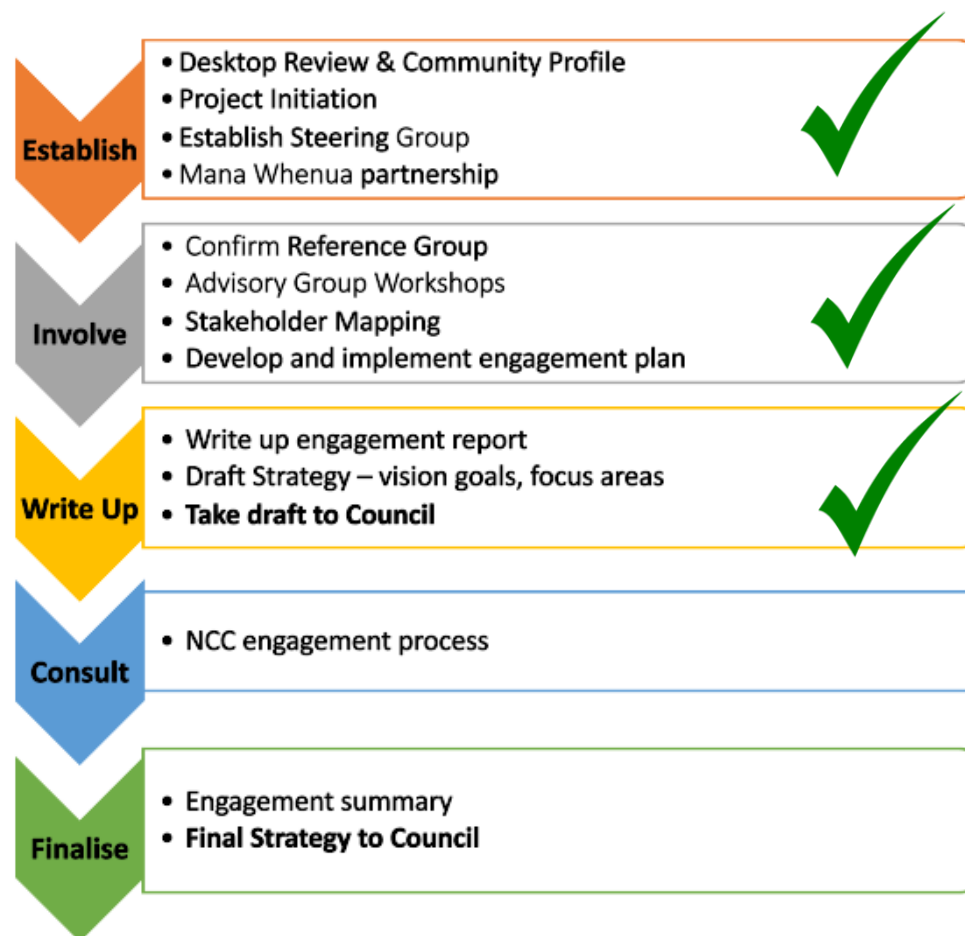 Establish
• Desktop Review & Community Profile
• Project Initiation
• Establish Steering Group
• Mana Whenua partnership
Involve
• Confirm Reference Group
• Advisory Group Workshops
• Stakeholder Mapping
• Develop and implement engagement plan
Write Up
• Write up engagement report
• Draft Strategy – vision goals, focus areas
• Take draft to Council
Consult
• NCC engagement process
Finalise
• Engagement summary
• Final Strategy to Council